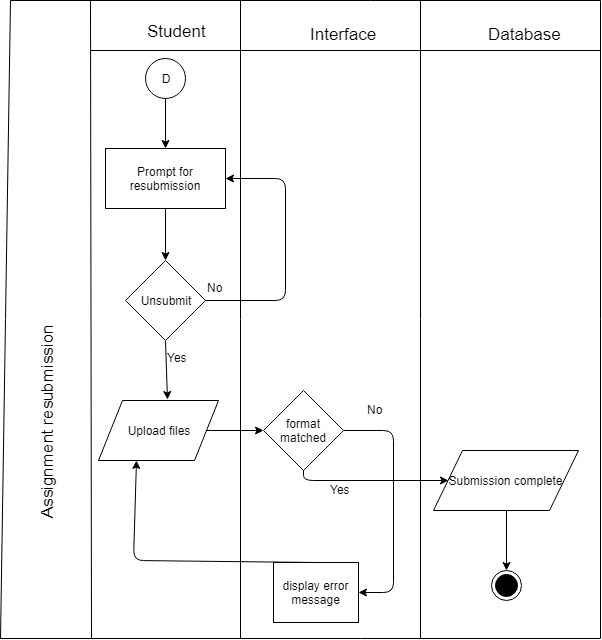 Student
Interface
Database
D
Prompt for
resubmission
No
Unsubmit
Yes
Assignment resubmission
Upload files
format
matched
No
Yes
Submission complete
display error
message